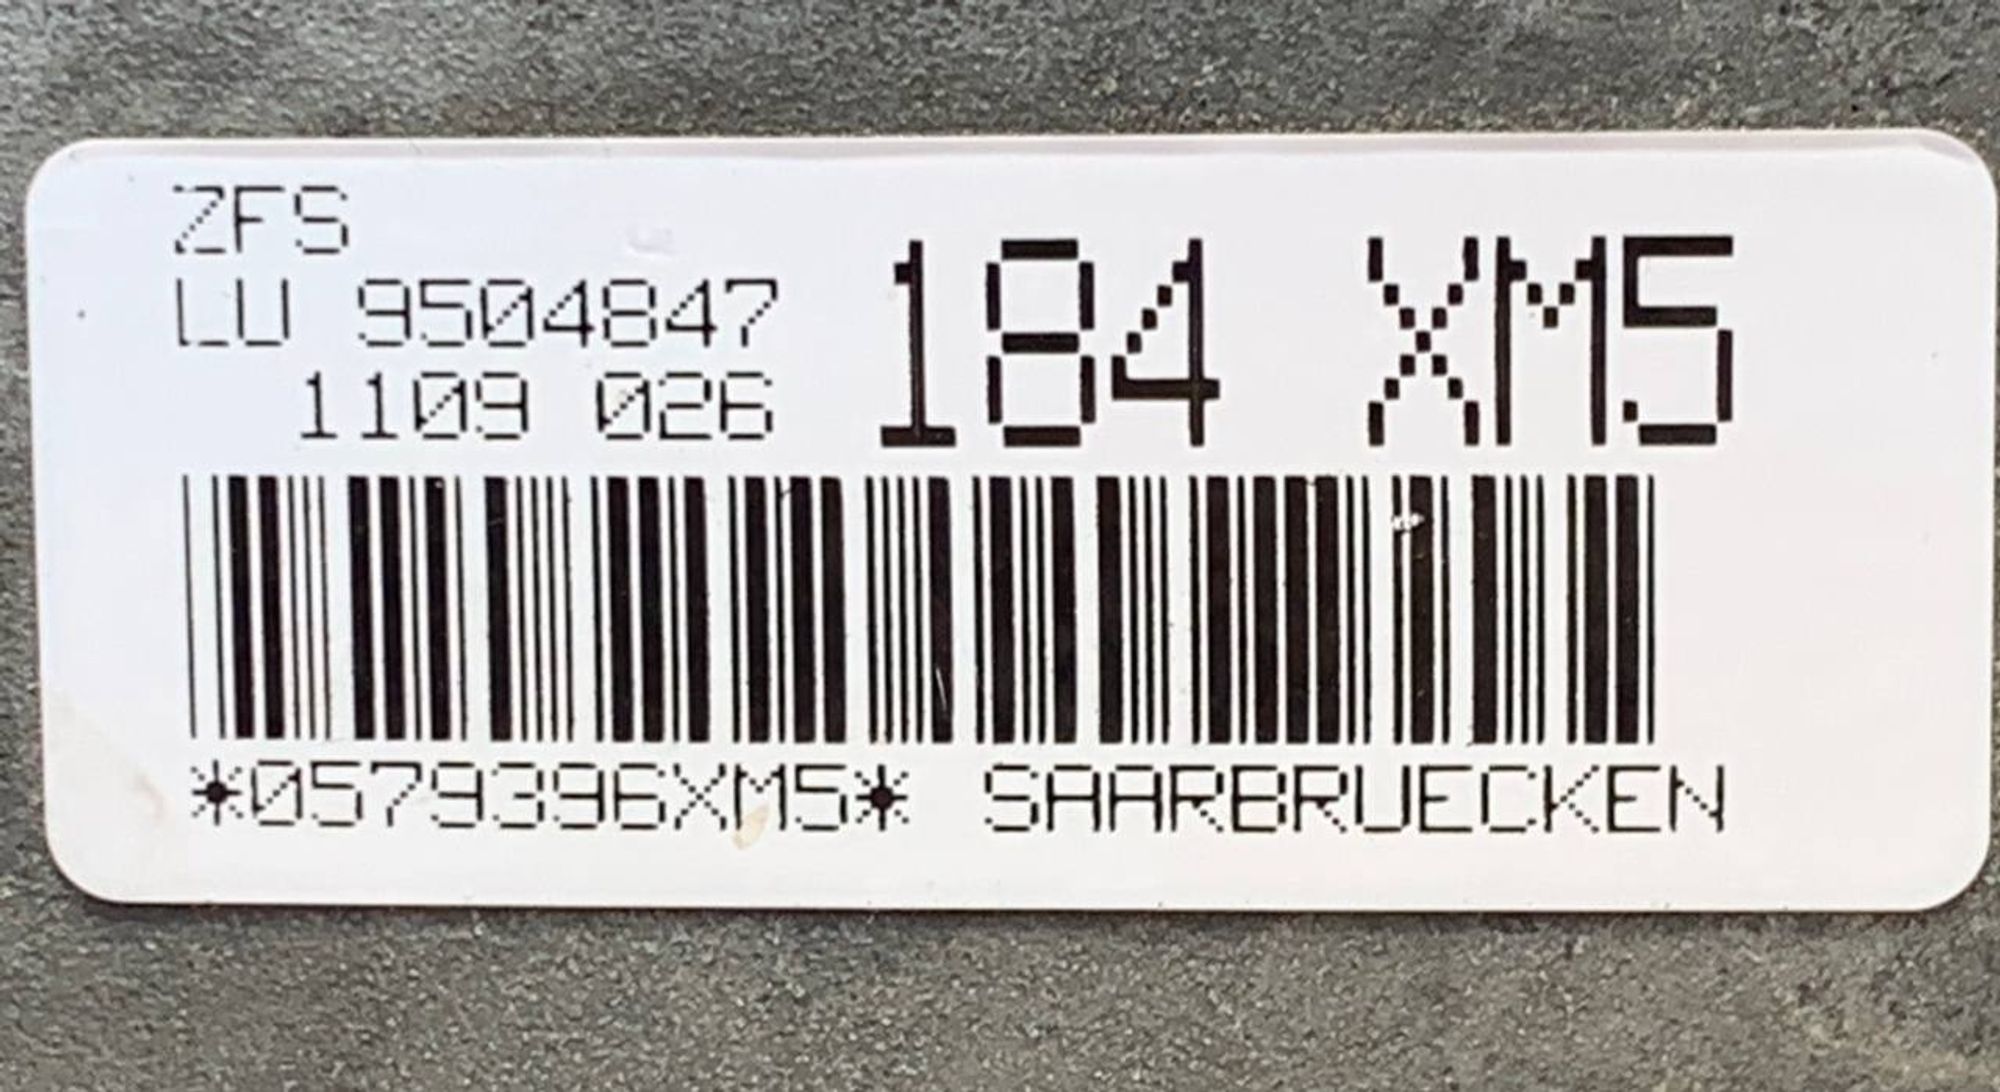 ZFS
LU 9504847
1109 026
184 XM5
*0579396XM5* SAARBRUECKEN